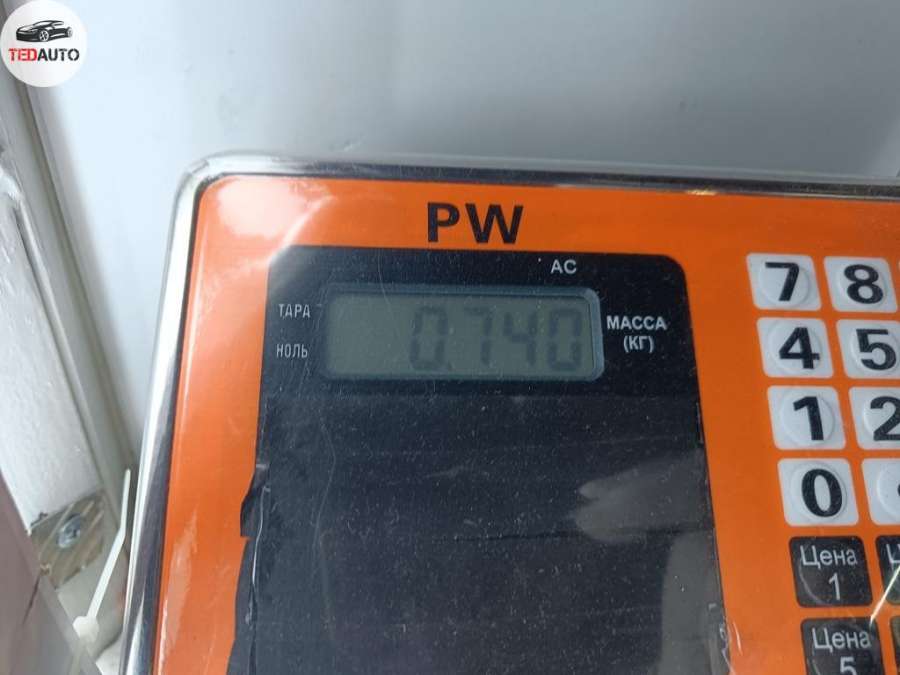 TEDAUTO
PW
AC
ТАРА
0.740
МАССА
(КГ)
НОЛЬ
7 8
4 5
1 2
0
Цена
1
Цена
5